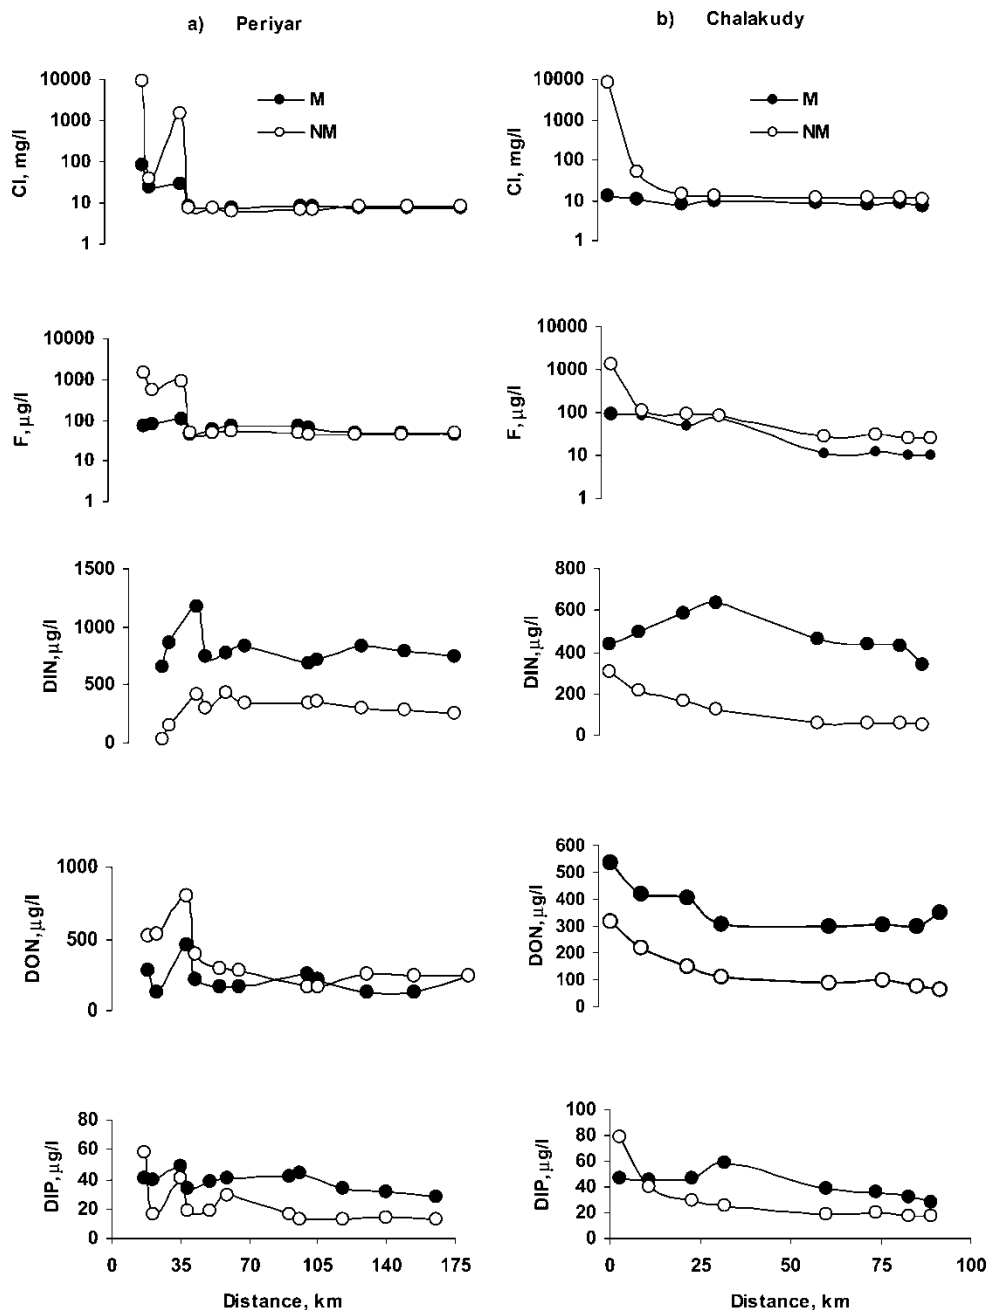 a) Periyar
b) Chalakudy
Cl, mg/l
10000
1000
100
10
1
M
NM
Cl, mg/l
10000
1000
100
10
1
M
NM
F, µg/l
10000
1000
100
10
1
F, µg/l
10000
1000
100
10
1
DIN,µg/l
1500
1000
500
0
DIN,µg/l
800
600
400
200
0
DON,µg/l
1000
500
0
DON,µg/l
600
500
400
300
200
100
0
DIP,µg/l
80
60
40
20
0
0 35 70 105 140 175
Distance, km
DIP,µg/l
100
80
60
40
20
0
0 25 50 75 100
Distance, km